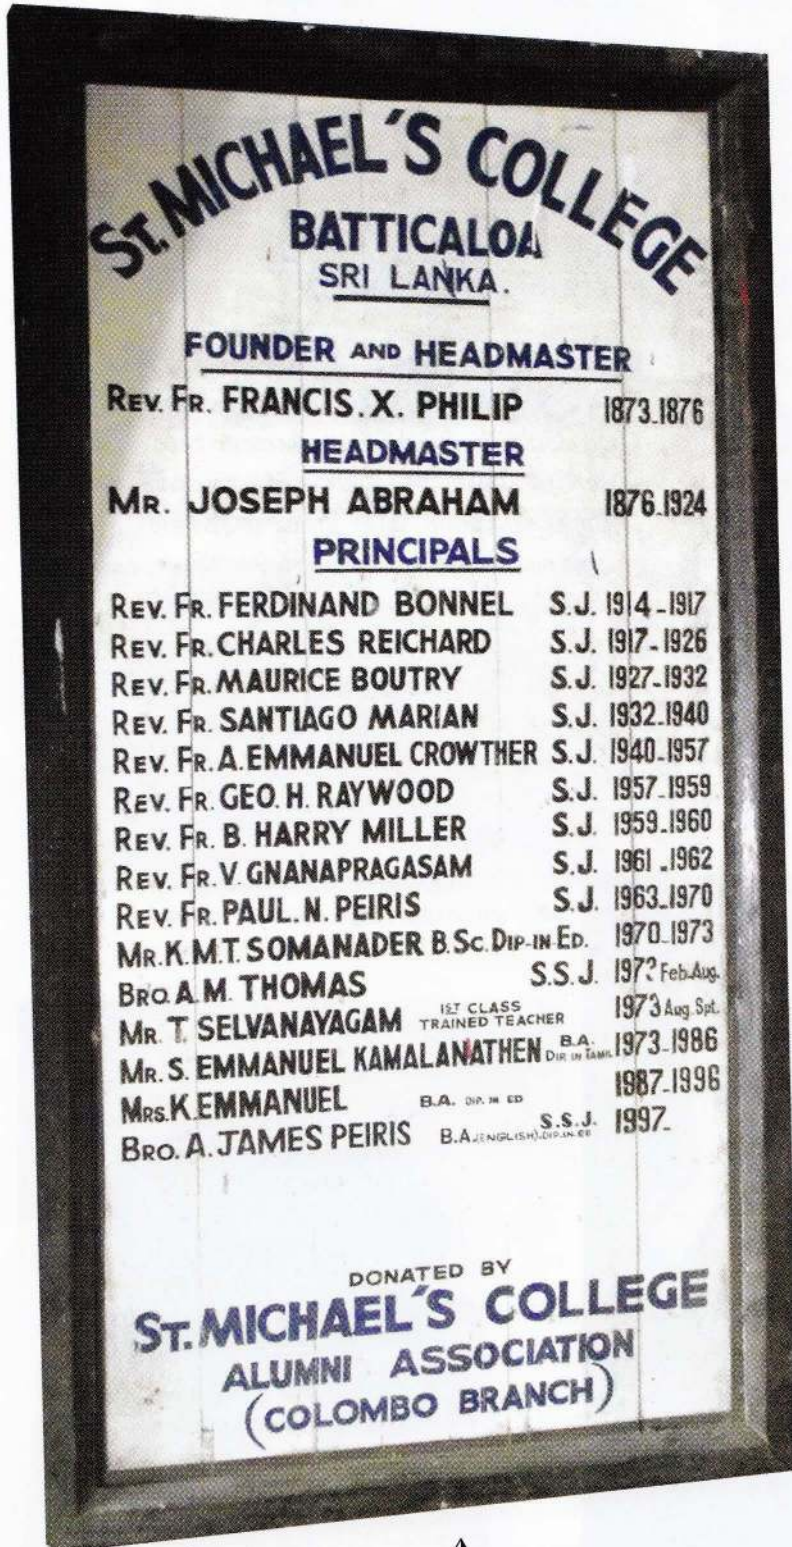 ST. MICHAEL'S COLLEGE
BATTICALOA
SRI LANKA.
FOUNDER AND HEADMASTER
REV. FR. FRANCIS. X. PHILIP 1873-1876
HEADMASTER
MR. JOSEPH ABRAHAM 1876-1924
PRINCIPALS
REV. FR. FERDINAND BONNEL S.J. 1914-1917
REV. FR. CHARLES REICHARD S.J. 1917-1926
REV. FR. MAURICE BOUTRY S.J. 1927-1932
REV. FR. SANTIAGO MARIAN S.J. 1932-1940
REV. FR. A. EMMANUEL CROWTHER S.J. 1940-1957
REV. FR. GEO. H. RAYWOOD S.J. 1957-1959
REV. FR. B. HARRY MILLER S.J. 1959-1960
REV. FR. V. GNANAPRAGASAM S.J. 1961-1962
REV. FR. PAUL. N. PEIRIS S.J. 1963-1970
MR. K.M.T. SOMANADER B.Sc. DIP-IN-ED. 1970-1973
BRO. A. M. THOMAS S.S.J. Feb-Aug.
MR. T. SELVANAYAGAM 1ST CLASS TRAINED TEACHER 1973 Aug. Spt.
MR. S. EMMANUEL KAMALANATHEN B.A. DIP. IN TAMIL 1973-1986
MRS. K. EMMANUEL B.A. DIP. IN ED 1987-1996
BRO. A. JAMES PEIRIS B.A. (ENGLISH). DIP. IN ED S.S.J. 1997-
DONATED BY
ST. MICHAEL'S COLLEGE
ALUMNI ASSOCIATION
(COLOMBO BRANCH)